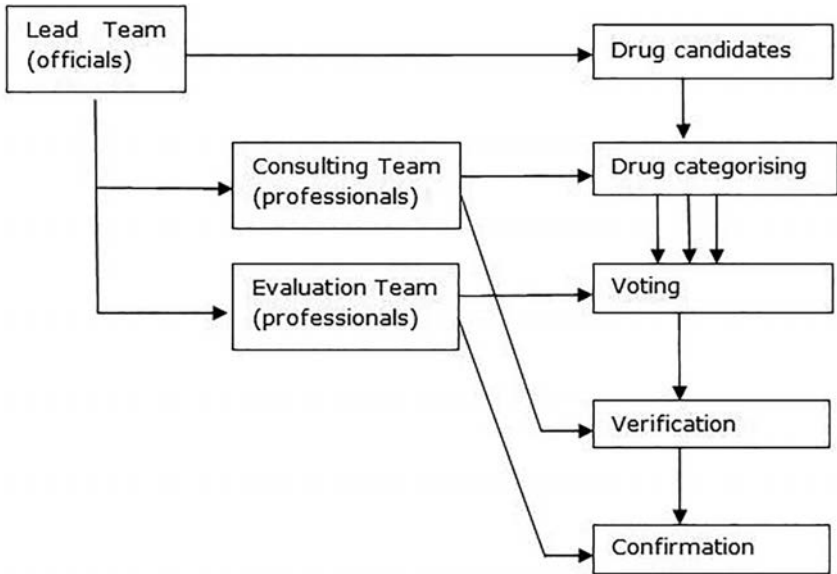 Lead Team
(officials)
Drug candidates
Consulting Team
(professionals)
Drug categorising
Evaluation Team
(professionals)
Voting
Verification
Confirmation